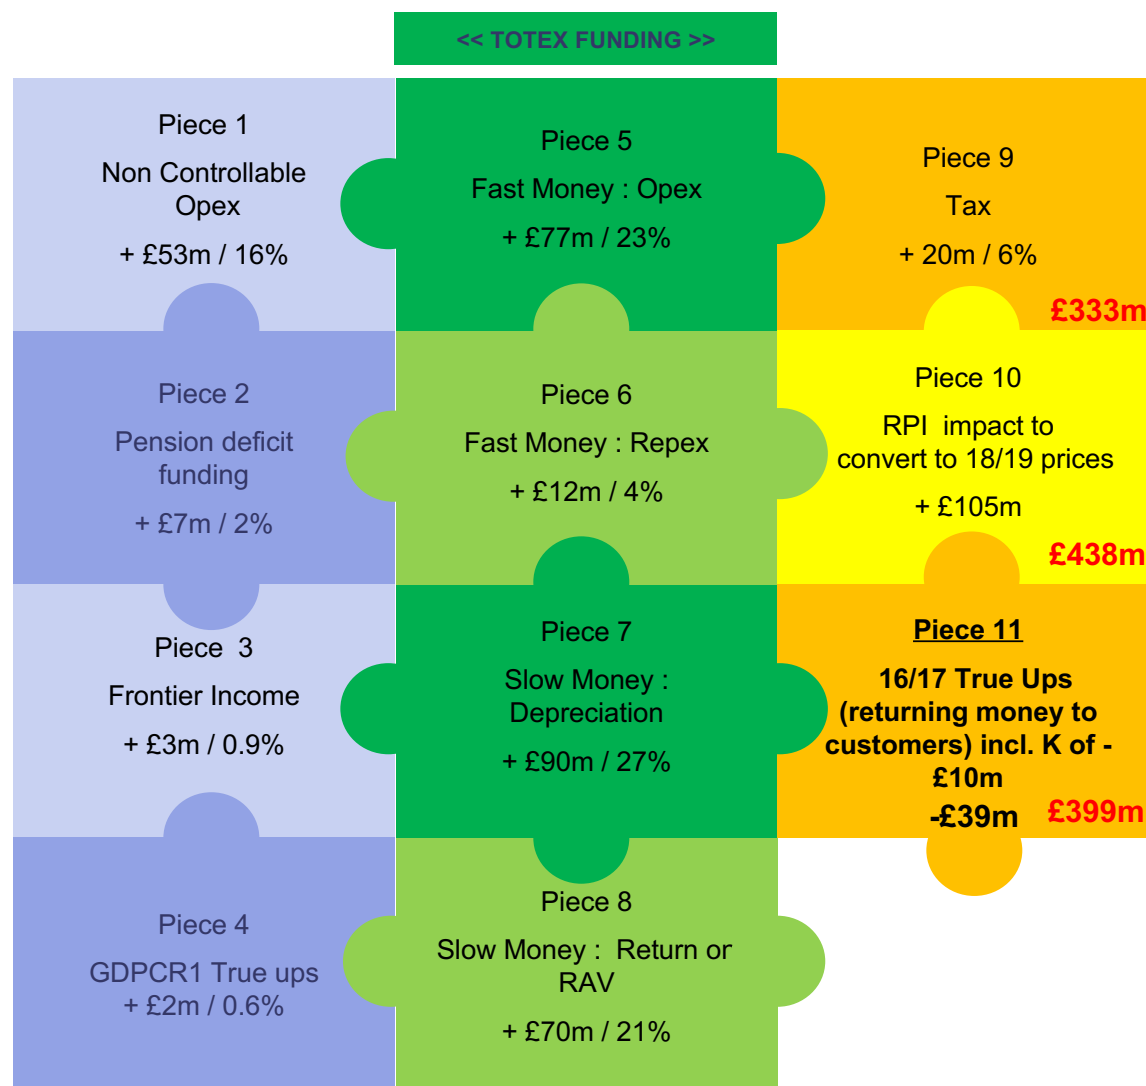 << TOTEX FUNDING >>
Piece 1
Non Controllable
Opex
+ £53m / 16%
Piece 2
Pension deficit
funding
+ £7m / 2%
Piece 3
Frontier Income
+ £3m / 0.9%
Piece 4
GDPCR1 True ups
+ £2m / 0.6%
Piece 5
Fast Money : Opex
+ £77m / 23%
Piece 6
Fast Money : Repex
+ £12m / 4%
Piece 7
Slow Money :
Depreciation
+ £90m / 27%
Piece 8
Slow Money : Return or
RAV
+ £70m / 21%
Piece 9
Tax
+ 20m / 6%
£333m
Piece 10
RPI impact to
convert to 18/19 prices
+ £105m
£438m
Piece 11
16/17 True Ups
(returning money to
customers) incl. K of -
£10m
-£39m £399m